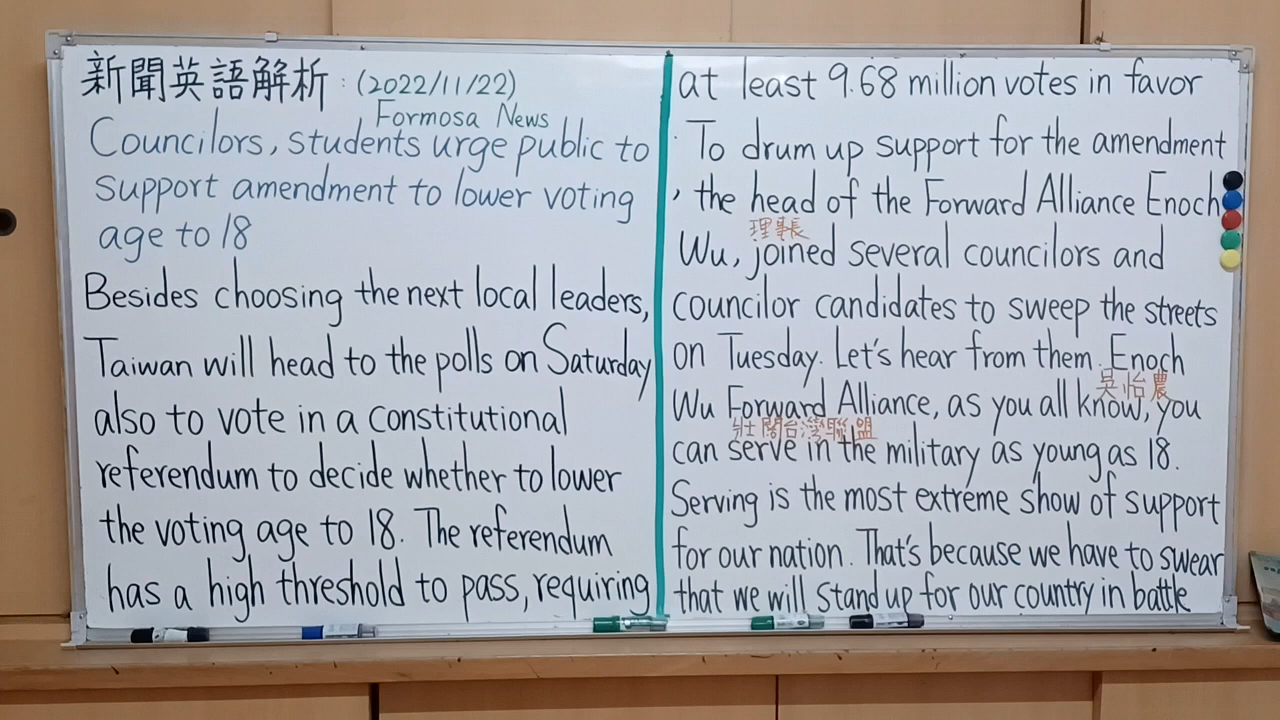 新聞英語解析：(2022/11/22)
Formosa News
Councilors, students urge public to
support amendment to lower voting
age to 18
Besides choosing the next local leaders,
Taiwan will head to the polls on Saturday
also to vote in a constitutional
referendum to decide whether to lower
the voting age to 18. The referendum
has a high threshold to pass, requiring
at least 9.68 million votes in favor
. To drum up support for the amendment
, the head of the Forward Alliance Enoch
理事長
Wu, joined several councilors and
councilor candidates to sweep the streets
on Tuesday. Let's hear from them. Enoch
吳怡農
Wu Forward Alliance, as you all know, you
壯闊台灣聯盟
can serve in the military as young as 18.
Serving is the most extreme show of support
for our nation. That's because we have to swear
that we will stand up for our country in battle